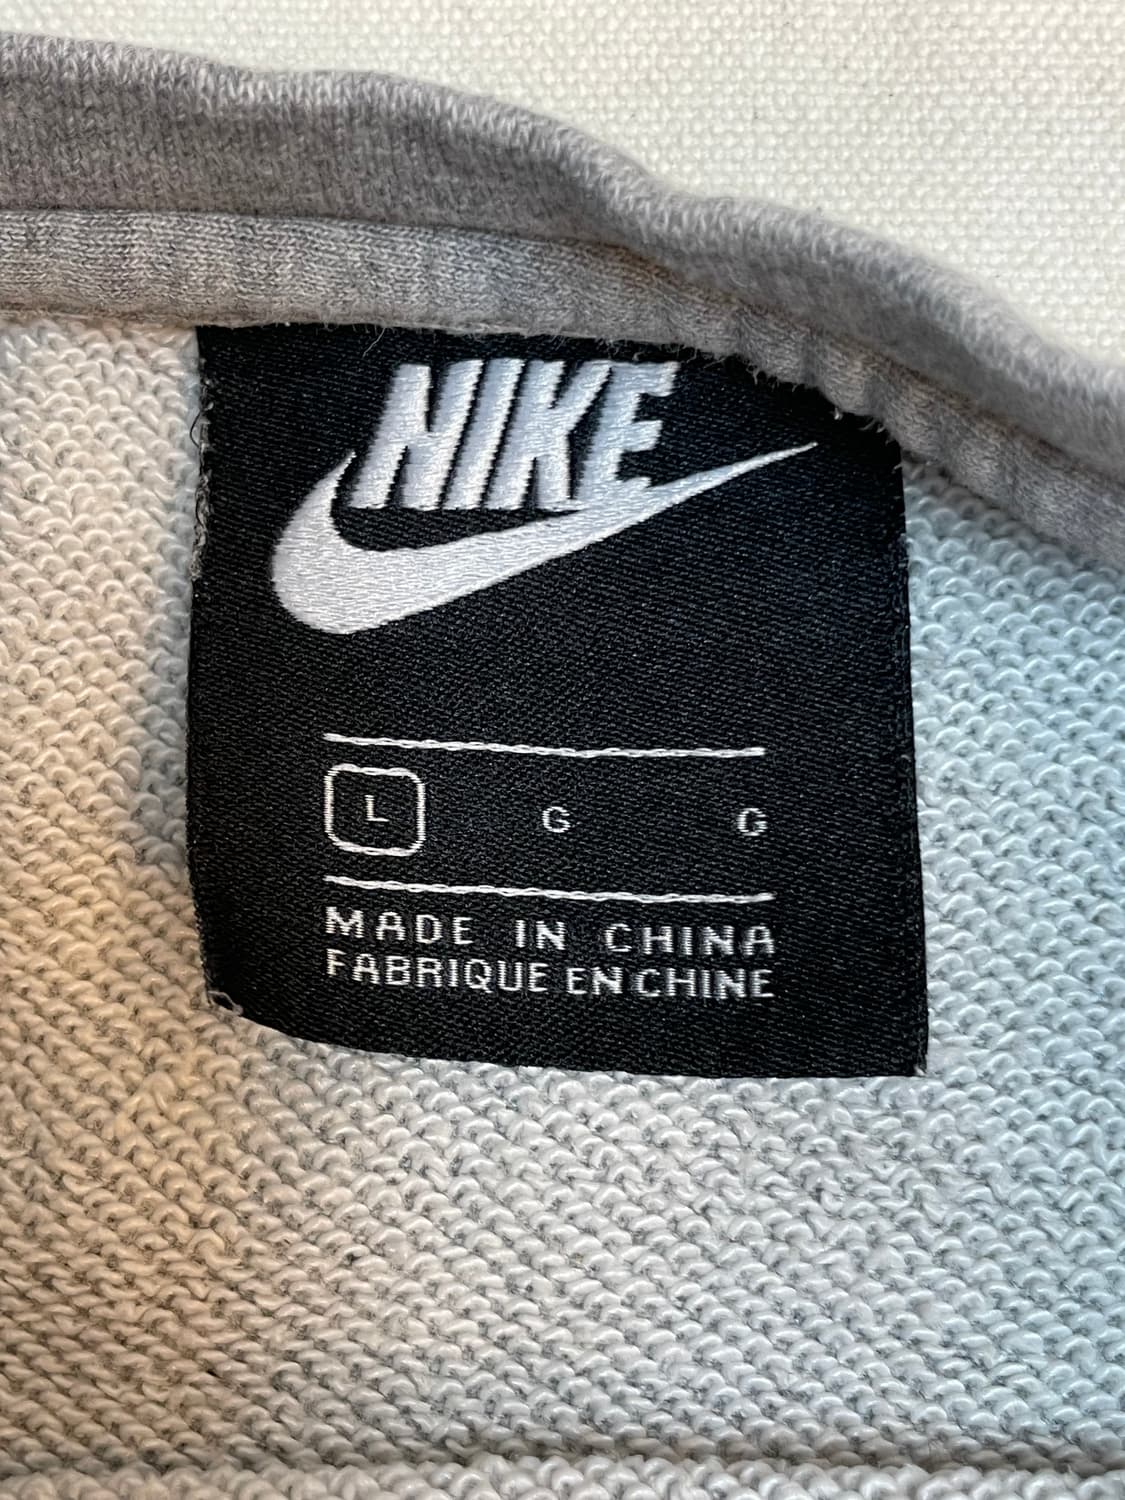 NIKE
L G G
MADE IN CHINA
FABRIQUE EN CHINE